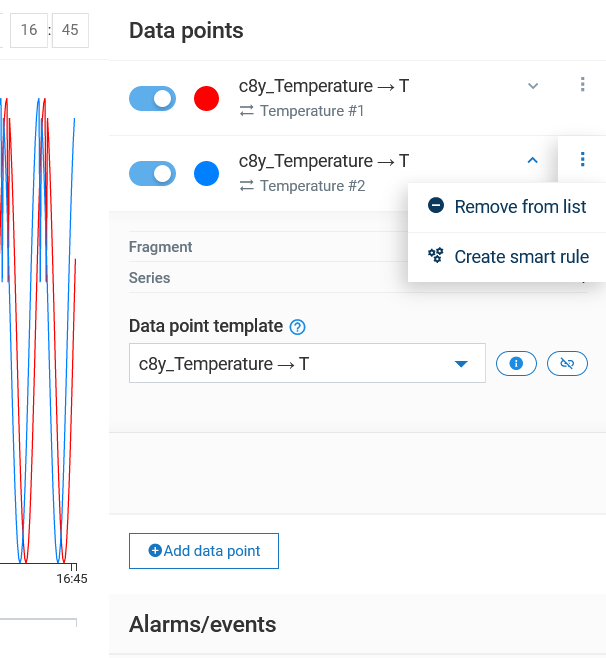 16 : 45
Data points
c8y_Temperature → T
Temperature #1
c8y_Temperature → T
Temperature #2
Remove from list
Create smart rule
Fragment
Series
Data point template
c8y_Temperature → T
Add data point
16:45
Alarms/events